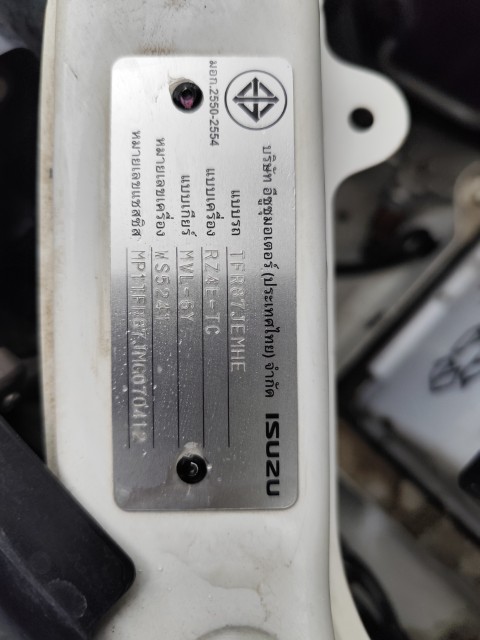 บริษัท อีซูซุมอเตอร์ (ประเทศไทย) จำกัด ISUZU
มอก.2550-2554
แบบรถ TFR87JEMHE
แบบเครื่อง RZ4E-TC
แบบเกียร์ MVL-6Y
หมายเลขเครื่อง WS5241
หมายเลขแชสซิส MP1TFR87JMG070412